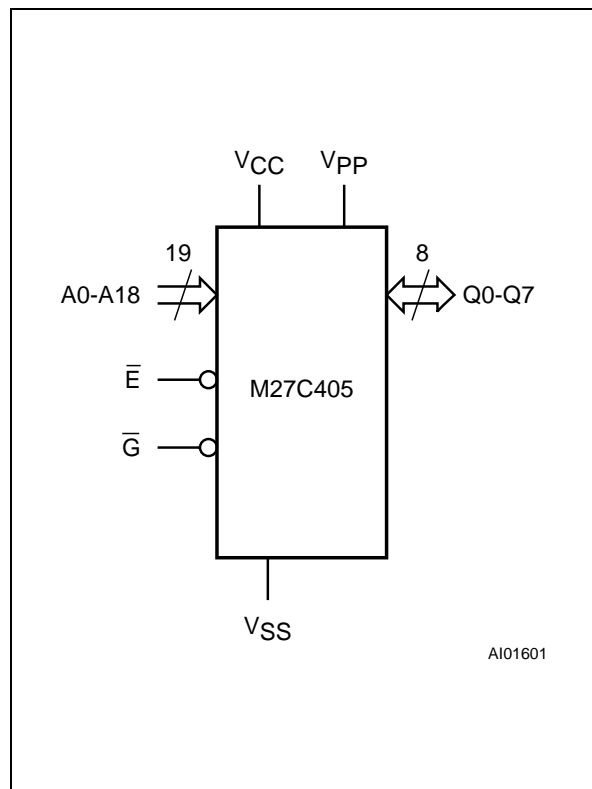 VCC VPP
19 8
A0-A18 Q0-Q7
E̅
M27C405
G̅
VSS
AI01601